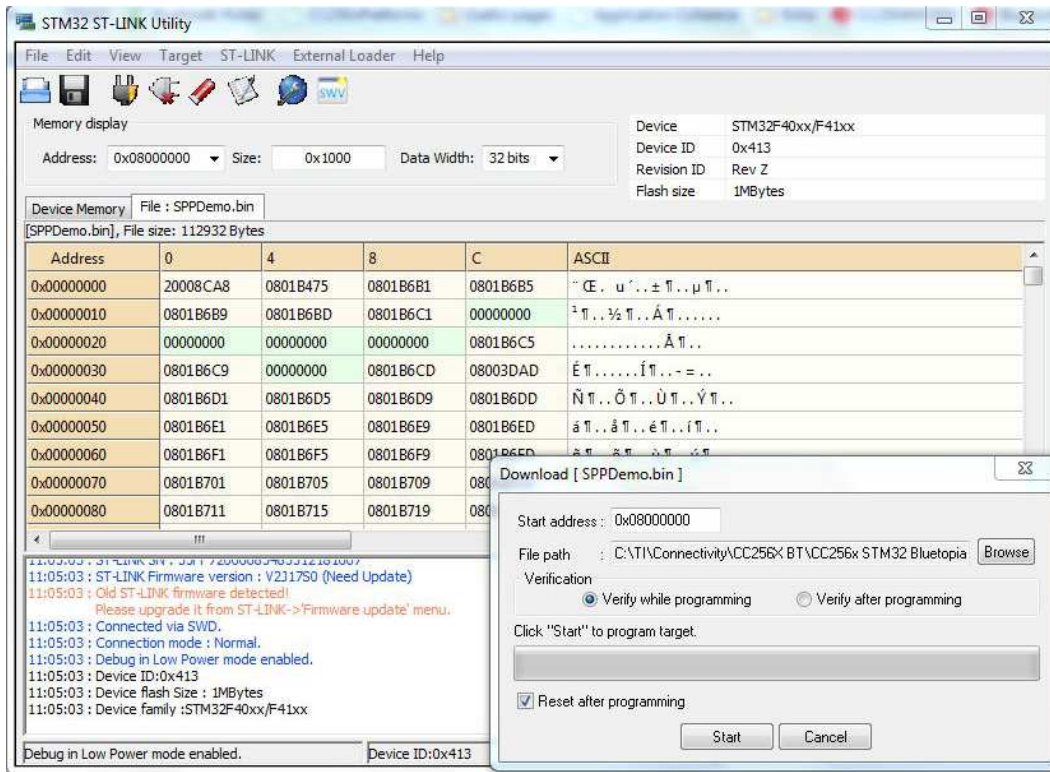 STM32 ST-LINK Utility
File Edit View Target ST-LINK External Loader Help
SWV
Memory display
Address: 0x08000000 Size: 0x1000 Data Width: 32 bits
Device STM32F40xx/F41xx
Device ID 0x413
Revision ID Rev Z
Flash size 1MBytes
Device Memory File : SPPDemo.bin
[SPPDemo.bin], File size: 112932 Bytes
Address 0 4 8 C ASCII
0x00000000 20008CA8 0801B475 0801B6B1 0801B6B5 ¨Œ. u´..±¶..µ¶..
0x00000010 0801B6B9 0801B6BD 0801B6C1 00000000 ¹¶..½¶..Á¶......
0x00000020 00000000 00000000 00000000 0801B6C5 ............Å¶..
0x00000030 0801B6C9 00000000 0801B6CD 08003DAD É¶......Í¶..-=..
0x00000040 0801B6D1 0801B6D5 0801B6D9 0801B6DD Ñ¶..Õ¶..Ù¶..Ý¶..
0x00000050 0801B6E1 0801B6E5 0801B6E9 0801B6ED á¶..å¶..é¶..í¶..
0x00000060 0801B6F1 0801B6F5 0801B6F9 0801B6FD
0x00000070 0801B701 0801B705 0801B709 080
0x00000080 0801B711 0801B715 0801B719 080
11:05:03 : ST-LINK Firmware version : V2J17S0 (Need Update)
11:05:03 : Old ST-LINK firmware detected!
Please upgrade it from ST-LINK->'Firmware update' menu.
11:05:03 : Connected via SWD.
11:05:03 : Connection mode : Normal.
11:05:03 : Debug in Low Power mode enabled.
11:05:03 : Device ID:0x413
11:05:03 : Device flash Size : 1MBytes
11:05:03 : Device family :STM32F40xx/F41xx
Debug in Low Power mode enabled. Device ID:0x413
Download [ SPPDemo.bin ]
Start address : 0x08000000
File path : C:\TI\Connectivity\CC256X BT\CC256x STM32 Bluetopia Browse
Verification
Verify while programming Verify after programming
Click "Start" to program target.
Reset after programming
Start Cancel